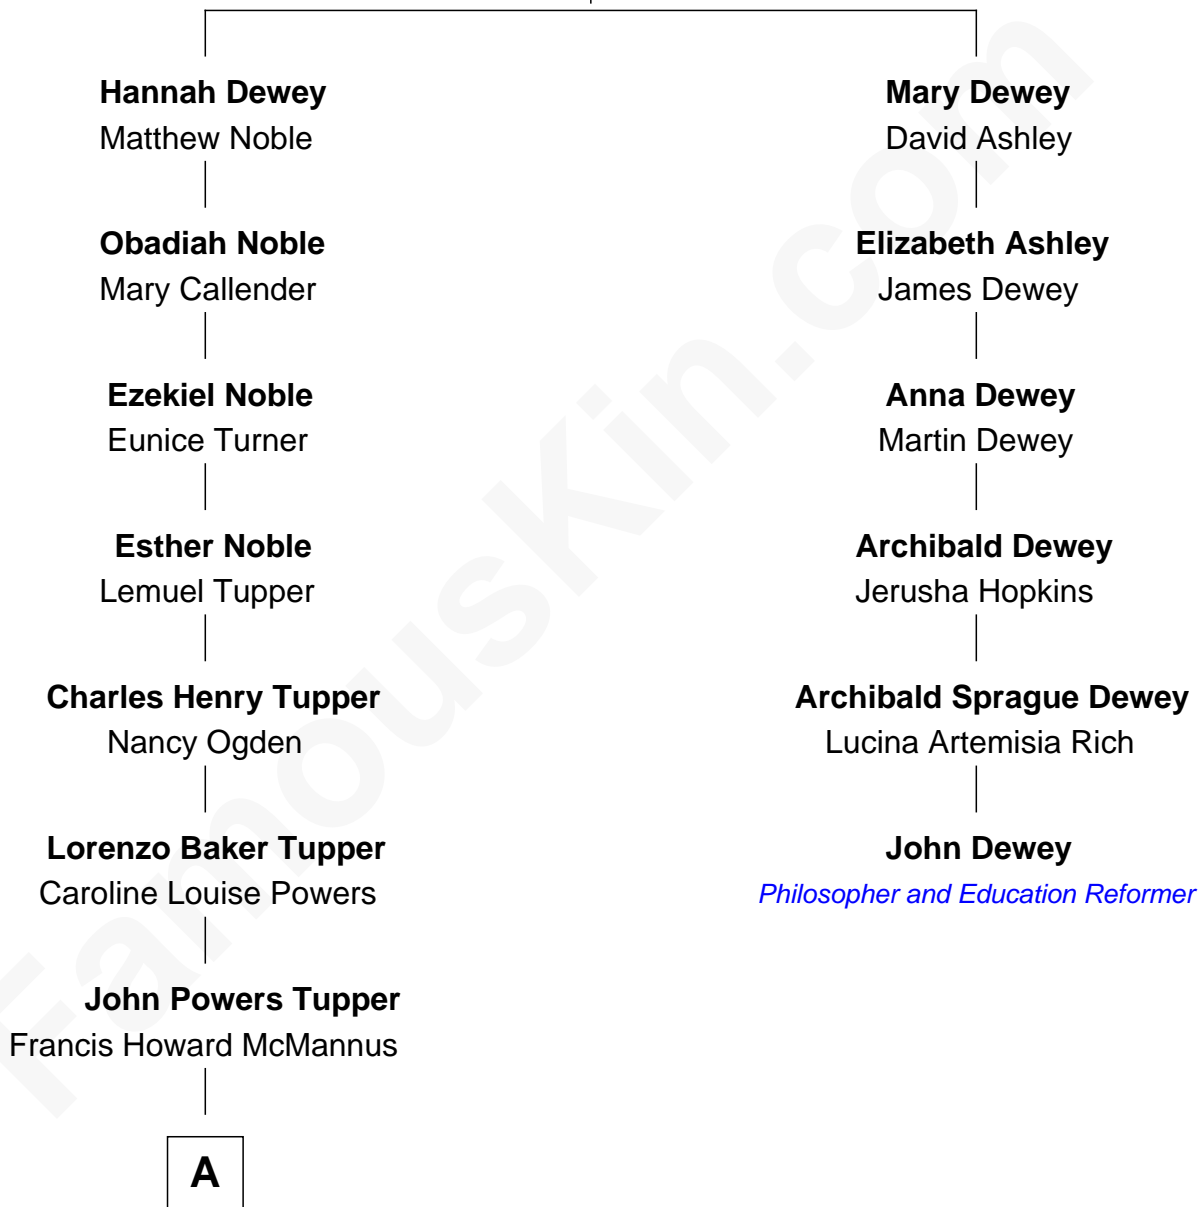 Hannah Dewey
Matthew Noble
Obadiah Noble
Mary Callender
Ezekiel Noble
Eunice Turner
Esther Noble
Lemuel Tupper
Charles Henry Tupper
Nancy Ogden
Lorenzo Baker Tupper
Caroline Louise Powers
John Powers Tupper
Francis Howard McMannus
A
Mary Dewey
David Ashley
Elizabeth Ashley
James Dewey
Anna Dewey
Martin Dewey
Archibald Dewey
Jerusha Hopkins
Archibald Sprague Dewey
Lucina Artemisia Rich
John Dewey
Philosopher and Education Reformer
FamousKin.com